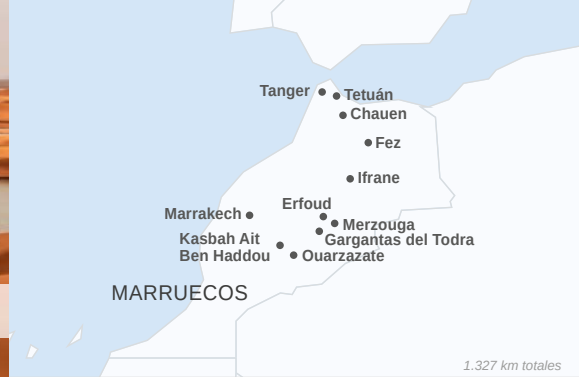 Tanger
Tetuán
Chauen
Fez
Ifrane
Erfoud
Marrakech
Merzouga
Kasbah Ait
Ben Haddou
Gargantas del Todra
Ouarzazate
MARRUECOS
1.327 km totales